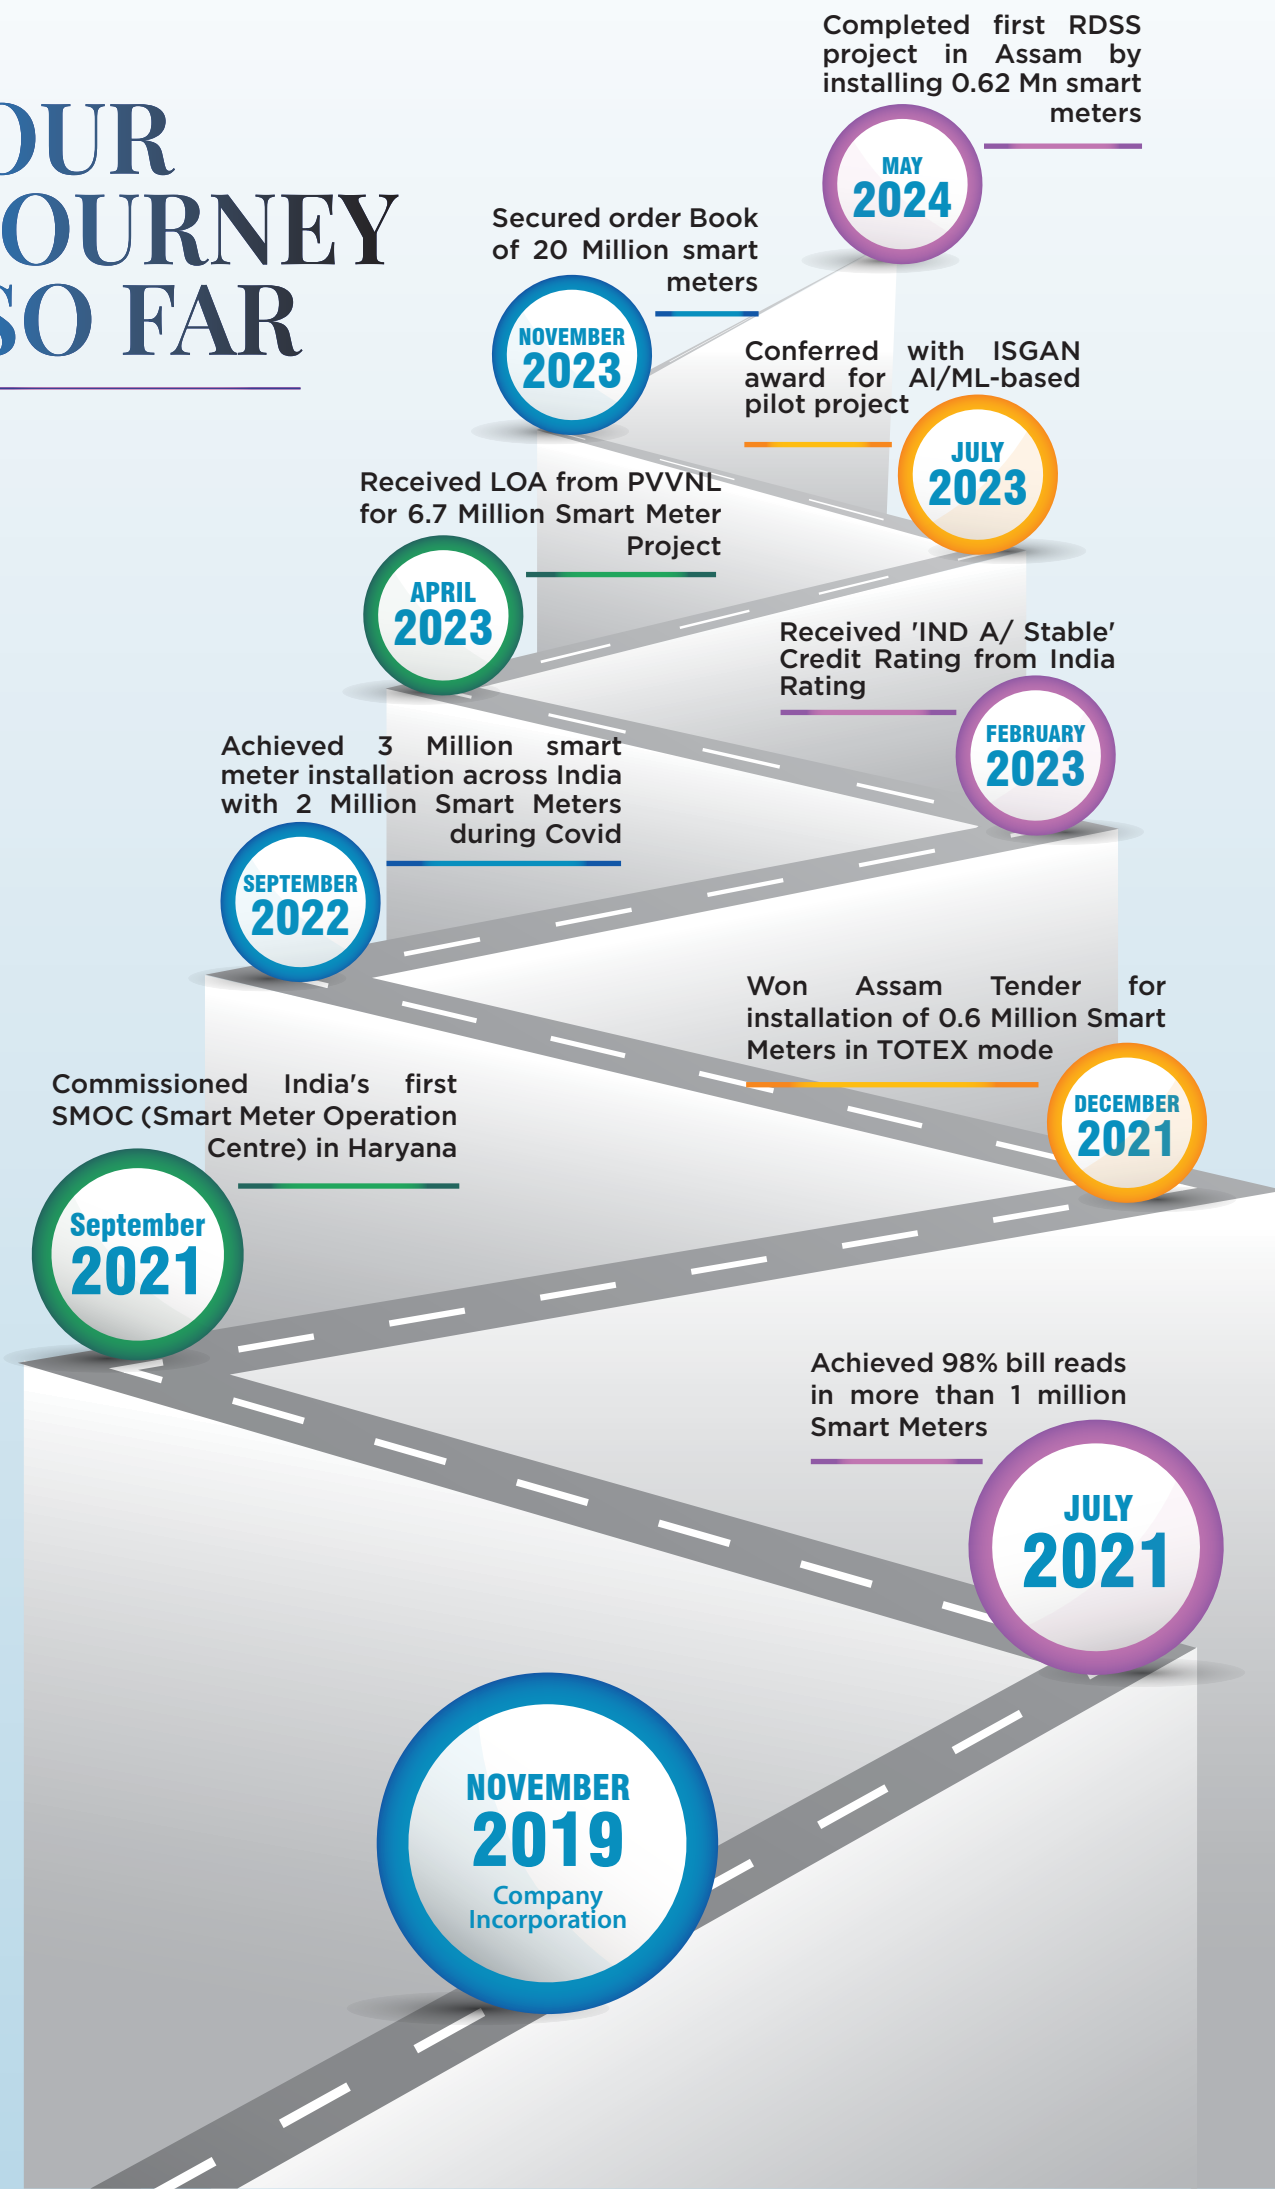 OUR
OURNEY
SO FAR
Completed first RDSS
project in Assam by
installing 0.62 Mn smart
meters
MAY
2024
Secured order Book
of 20 Million smart
meters
NOVEMBER
2023
Conferred with ISGAN
award for AI/ML-based
pilot project
JULY
2023
Received LOA from PVVNL
for 6.7 Million Smart Meter
Project
APRIL
2023
Received 'IND A/ Stable'
Credit Rating from India
Rating
FEBRUARY
2023
Achieved 3 Million smart
meter installation across India
with 2 Million Smart Meters
during Covid
SEPTEMBER
2022
Won Assam Tender for
installation of 0.6 Million Smart
Meters in TOTEX mode
DECEMBER
2021
Commissioned India's first
SMOC (Smart Meter Operation
Centre) in Haryana
September
2021
Achieved 98% bill reads
in more than 1 million
Smart Meters
JULY
2021
NOVEMBER
2019
Company
Incorporation